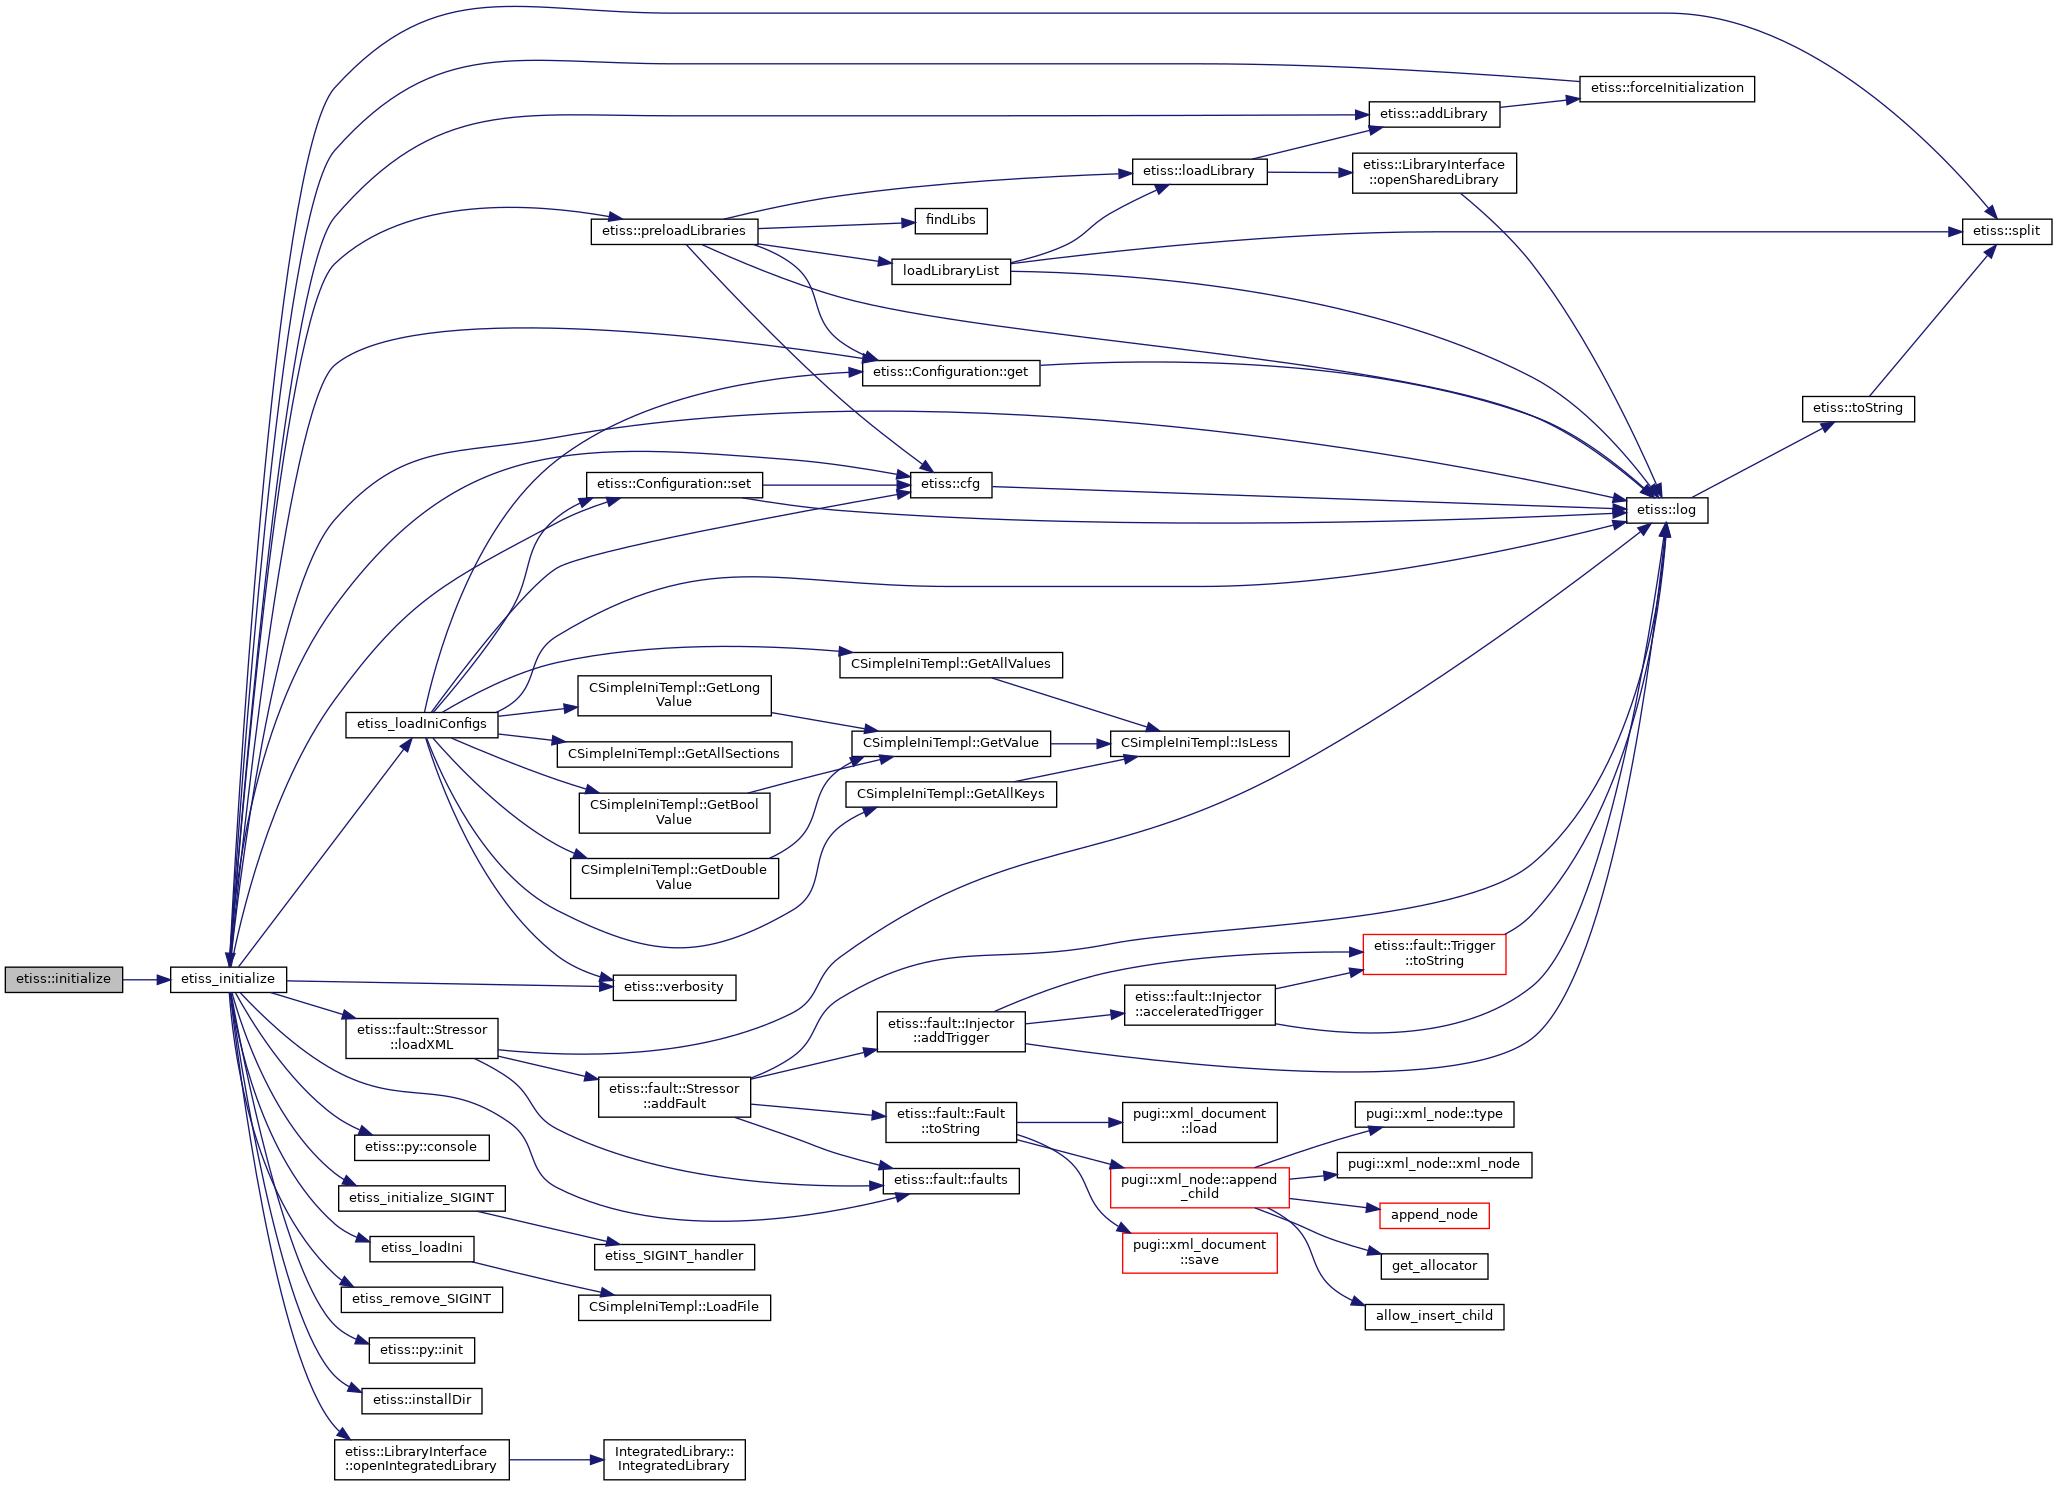 etiss::forceInitialization
etiss::addLibrary
etiss::LibraryInterface
::openSharedLibrary
etiss::loadLibrary
findLibs
etiss::preloadLibraries
etiss::split
loadLibraryList
etiss::Configuration::get
etiss::toString
etiss::Configuration::set
etiss::cfg
etiss::log
CSimpleIniTempl::GetAllValues
CSimpleIniTempl::GetLong
Value
etiss_loadIniConfigs
CSimpleIniTempl::GetValue
CSimpleIniTempl::IsLess
CSimpleIniTempl::GetAllSections
CSimpleIniTempl::GetAllKeys
CSimpleIniTempl::GetBool
Value
CSimpleIniTempl::GetDouble
Value
etiss::fault::Trigger
::toString
etiss::initialize
etiss_initialize
etiss::verbosity
etiss::fault::Injector
::acceleratedTrigger
etiss::fault::Injector
::addTrigger
etiss::fault::Stressor
::loadXML
etiss::fault::Stressor
::addFault
etiss::fault::Fault
::toString
pugi::xml_document
::load
pugi::xml_node::type
etiss::py::console
pugi::xml_node::xml_node
etiss::fault::faults
pugi::xml_node::append
_child
etiss_initialize_SIGINT
append_node
etiss_loadIni
etiss_SIGINT_handler
pugi::xml_document
::save
get_allocator
etiss_remove_SIGINT
CSimpleIniTempl::LoadFile
allow_insert_child
etiss::py::init
etiss::installDir
etiss::LibraryInterface
::openIntegratedLibrary
IntegratedLibrary::
IntegratedLibrary